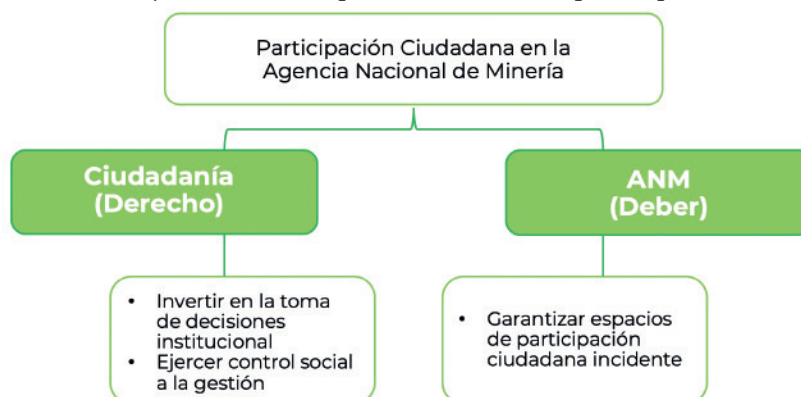 Participación Ciudadana en la
Agencia Nacional de Minería
Ciudadanía
(Derecho)
ANM
(Deber)
• Invertir en la toma
de decisiones
institucional
• Ejercer control social
a la gestión
• Garantizar espacios
de participación
ciudadana incidente